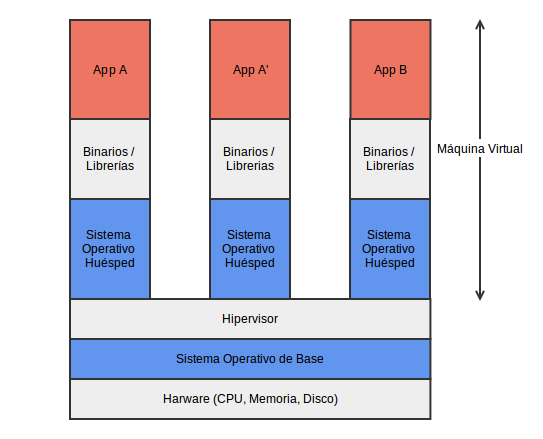 App A
App A'
App B
Binarios /
Librerías
Binarios /
Librerias
Binarios /
Librerías
Máquina Virtual
Sistema
Operativo
Huésped
Sistema
Operativo
Huésped
Sistema
Operativo
Huésped
Hipervisor
Sistema Operativo de Base
Harware (CPU, Memoria, Disco)